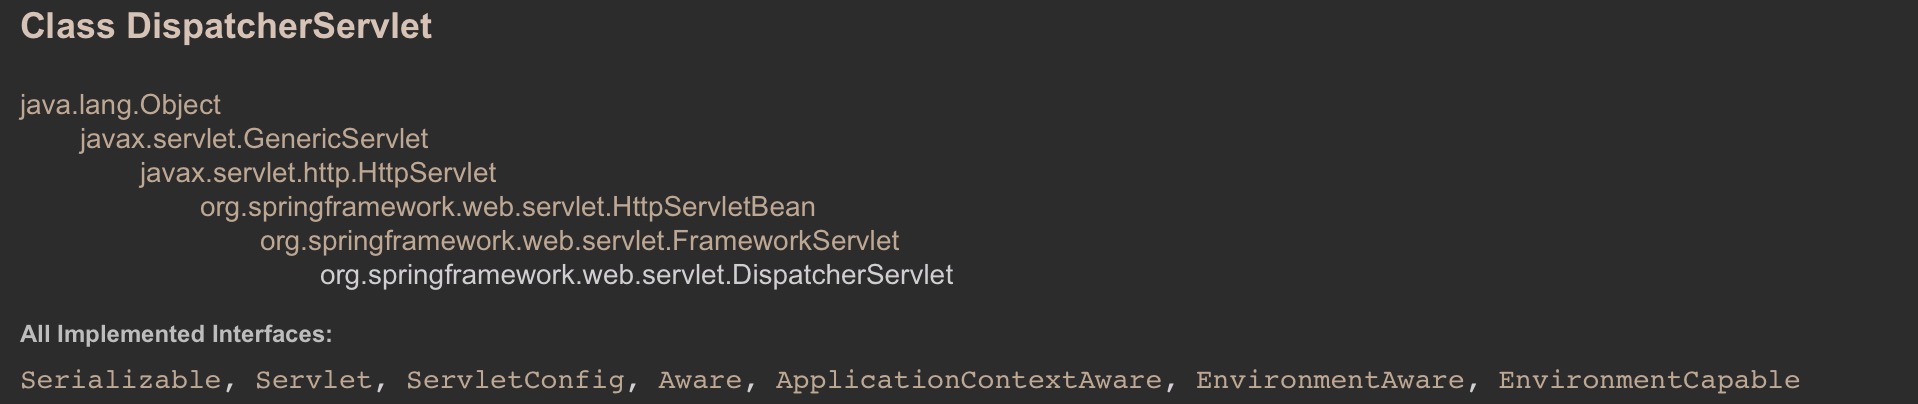 Class DispatcherServlet
java.lang.Object
javax.servlet.GenericServlet
javax.servlet.http.HttpServlet
org.springframework.web.servlet.HttpServletBean
org.springframework.web.servlet.FrameworkServlet
org.springframework.web.servlet.DispatcherServlet
All Implemented Interfaces:
Serializable, Servlet, ServletConfig, Aware, ApplicationContextAware, EnvironmentAware, EnvironmentCapable